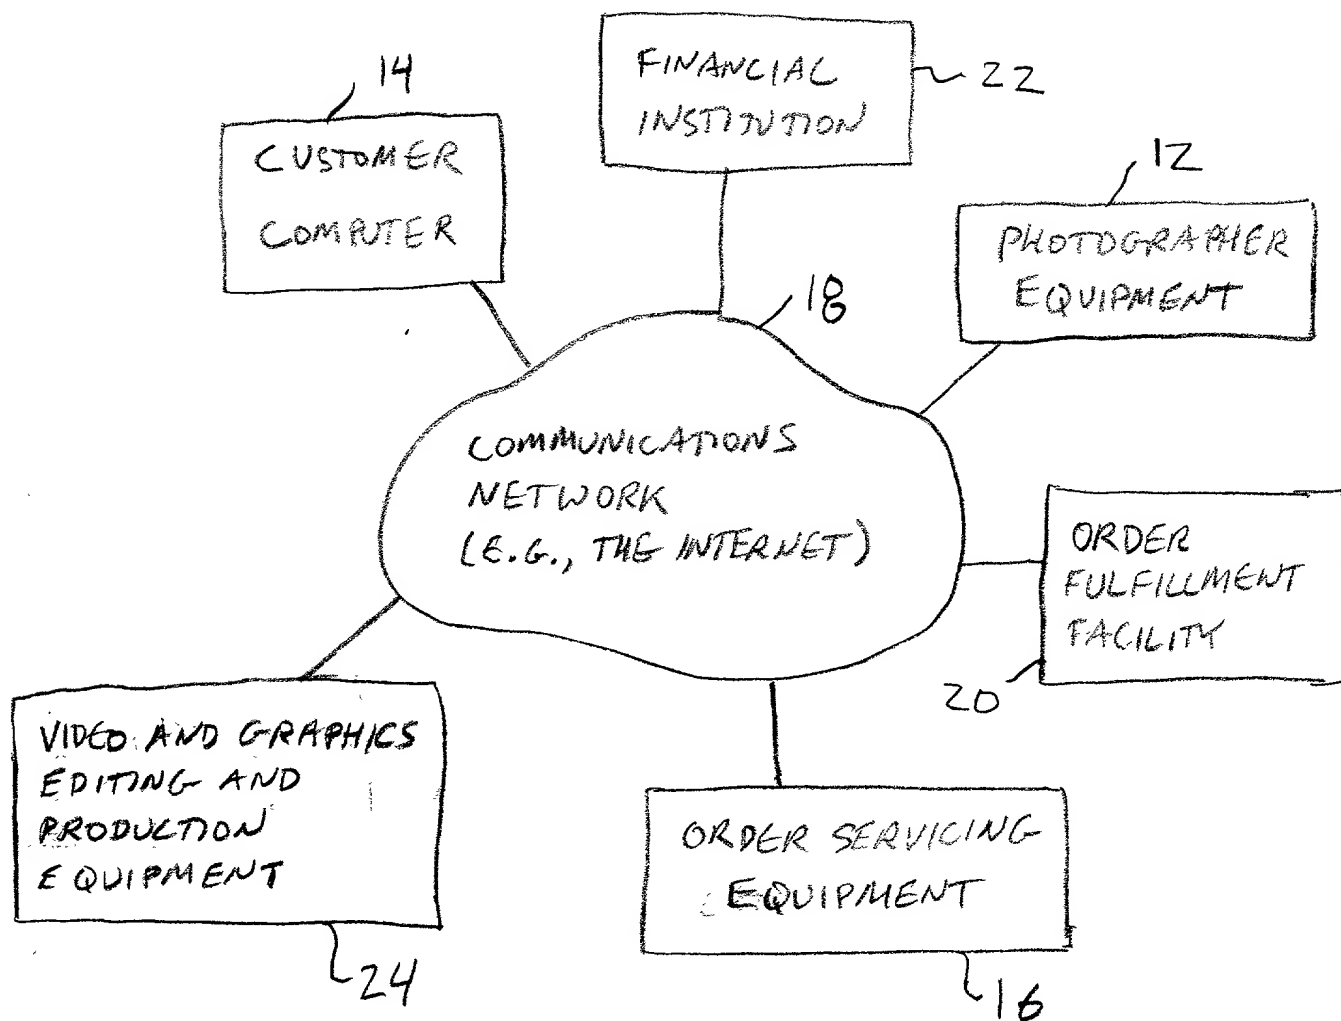 14
CUSTOMER
COMPUTER
FINANCIAL
INSTITUTION
22
12
PHOTOGRAPHER
EQUIPMENT
18
COMMUNICATIONS
NETWORK
(E.G., THE INTERNET)
ORDER
FULFILLMENT
FACILITY
20
VIDEO AND GRAPHICS
EDITING AND
PRODUCTION
EQUIPMENT
24
ORDER SERVICING
EQUIPMENT
16